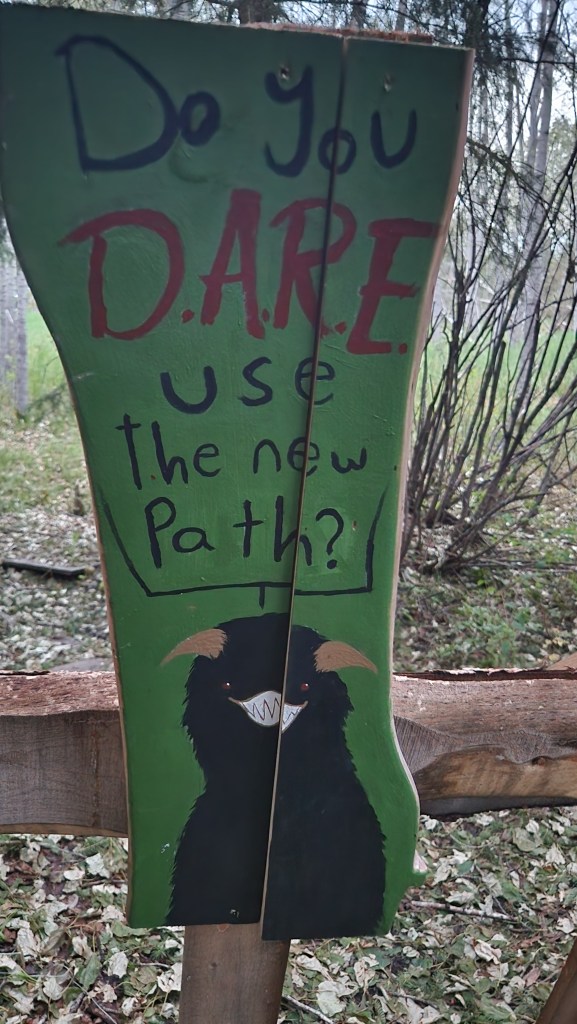 Do You
D.A.R.E.
use
the new
Path?